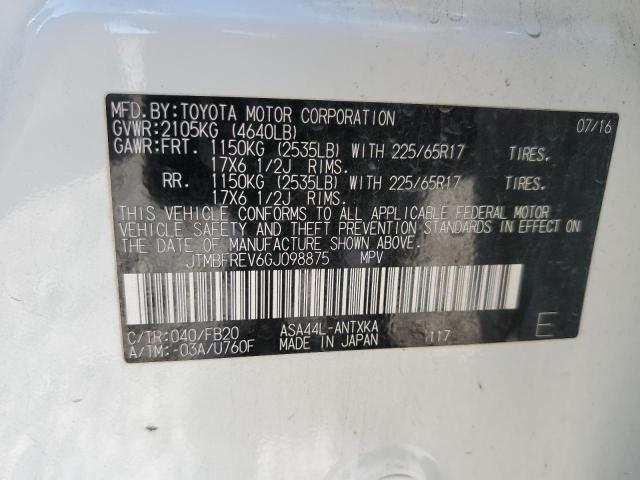 MFD.BY:TOYOTA MOTOR CORPORATION 07/16
GVWR:2105KG (4640LB)
GAWR:FRT. 1150KG (2535LB) WITH 225/65R17 TIRES.
17X6 1/2J RIMS.
RR. 1150KG (2535LB) WITH 225/65R17 TIRES.
17X6 1/2J RIMS.
THIS VEHICLE CONFORMS TO ALL APPLICABLE FEDERAL MOTOR
VEHICLE SAFETY AND THEFT PREVENTION STANDARDS IN EFFECT ON
THE DATE OF MANUFACTURE SHOWN ABOVE.
JTMBFREV6GJ098875 MPV
C/TR:040/FB20 ASA44L-ANTXKA 117 E
A/TM:-03A/U760F MADE IN JAPAN